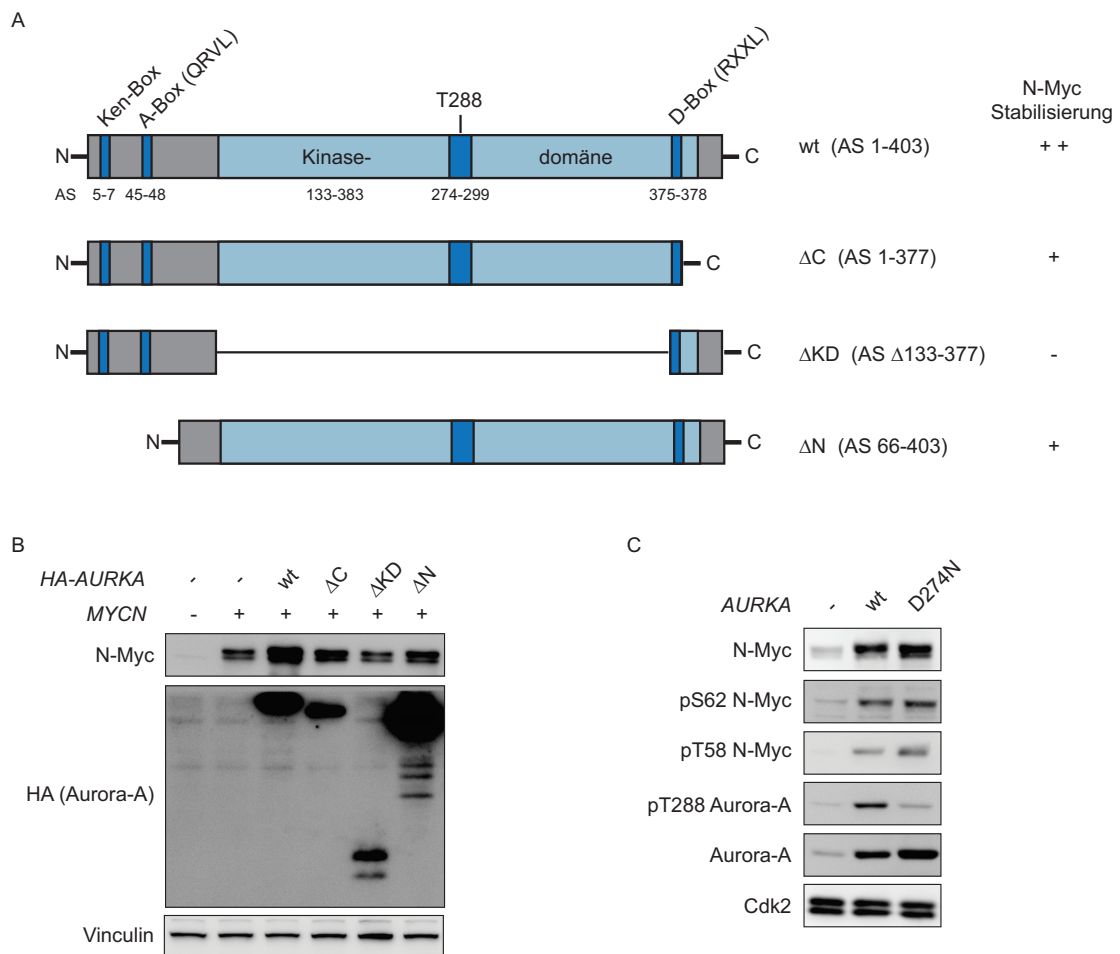 A
Ken-Box
A-Box (QRVL)
T288
D-Box (RXXL)
N-Myc
Stabilisierung
N
Kinase-
domäne
C
wt (AS 1-403)
+ +
AS
5-7
45-48
133-383
274-299
375-378
N
C
ΔC (AS 1-377)
+
N
C
ΔKD (AS Δ133-377)
-
N
C
ΔN (AS 66-403)
+
B
HA-AURKA
-
-
wt
ΔC
ΔKD
ΔN
MYCN
-
+
+
+
+
+
N-Myc
HA (Aurora-A)
Vinculin
C
AURKA
-
wt
D274N
N-Myc
pS62 N-Myc
pT58 N-Myc
pT288 Aurora-A
Aurora-A
Cdk2